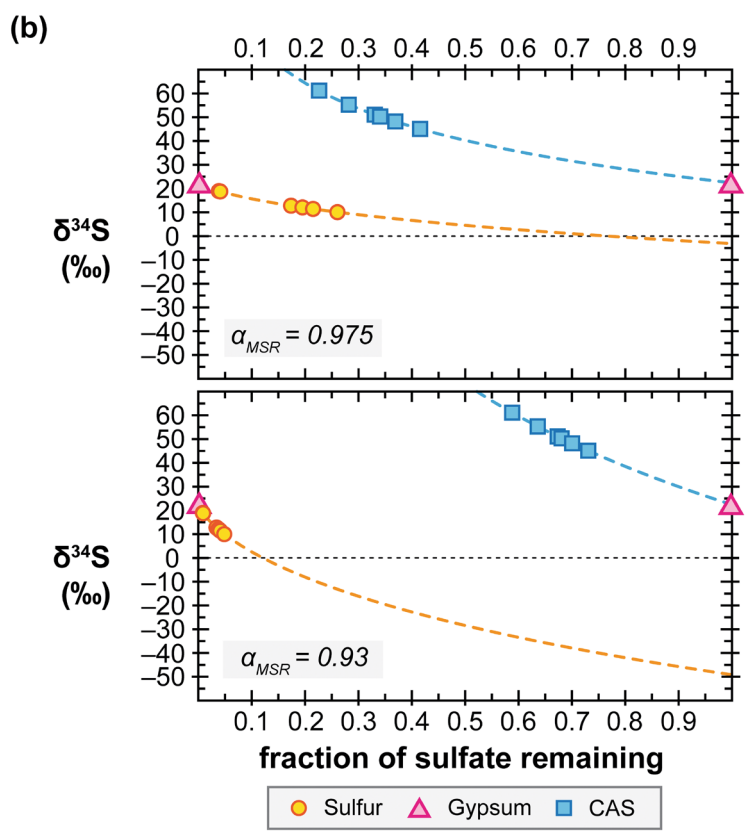 (b)
0.1 0.2 0.3 0.4 0.5 0.6 0.7 0.8 0.9
60
50
40
30
20
10
0
–10
–20
–30
–40
–50
δ³⁴S
(‰)
α_MSR = 0.975
60
50
40
30
20
10
0
–10
–20
–30
–40
–50
δ³⁴S
(‰)
α_MSR = 0.93
0.1 0.2 0.3 0.4 0.5 0.6 0.7 0.8 0.9
fraction of sulfate remaining
Sulfur Gypsum CAS